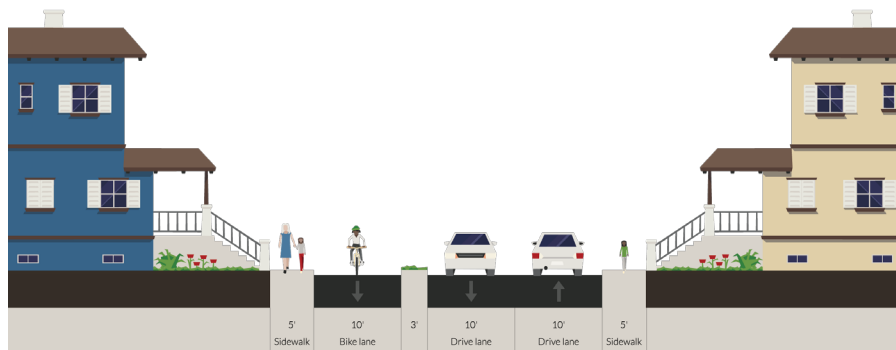 5' 10' 3' 10' 10' 5'
Sidewalk Bike lane Drive lane Drive lane Sidewalk